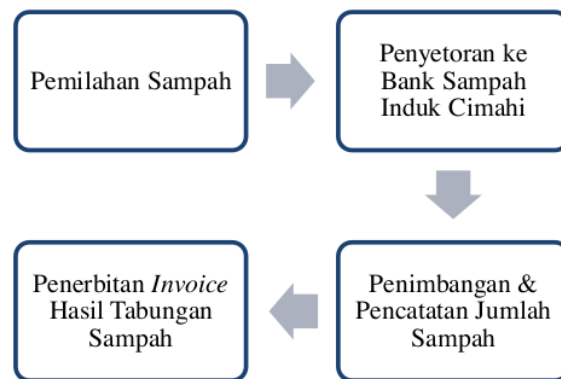 Pemilahan Sampah
Penyetoran ke
Bank Sampah
Induk Cimahi
Penimbangan &
Pencatatan Jumlah
Sampah
Penerbitan Invoice
Hasil Tabungan
Sampah